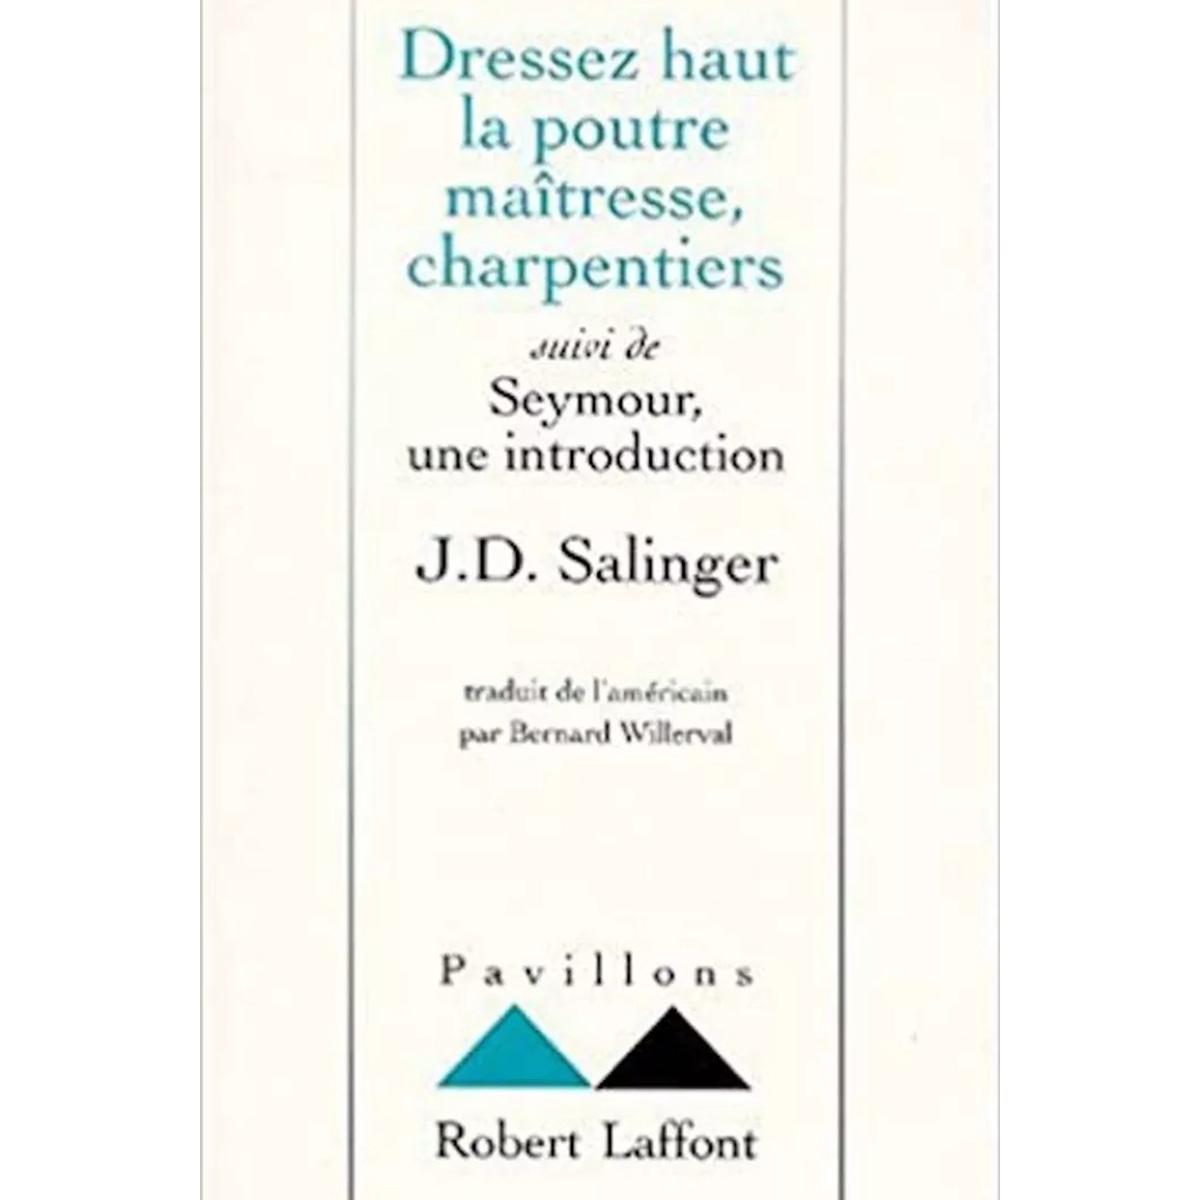 Dressez haut
la poutre
maîtresse,
charpentiers
suivi de
Seymour,
une introduction
J.D. Salinger
traduit de l'américain
par Bernard Willerval
Pavillons
Robert Laffont